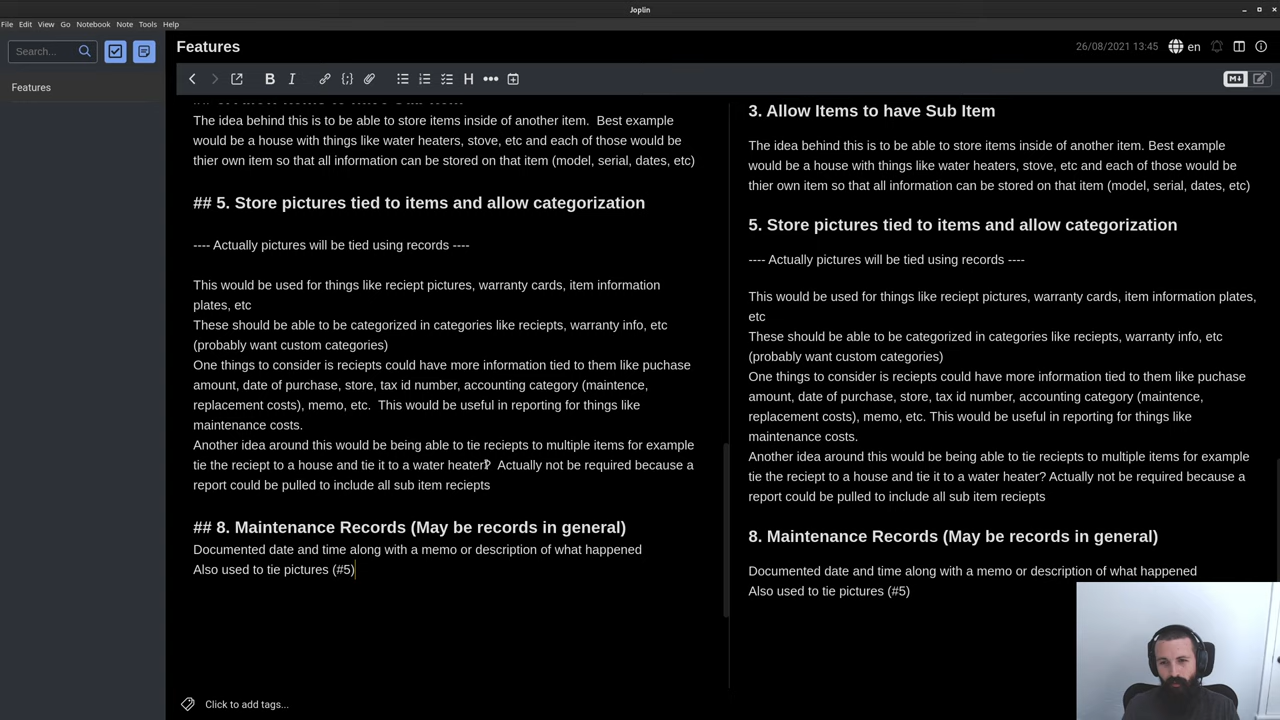 Joplin
File Edit View Go Notebook Note Tools Help
Search...
Features
Features
26/08/2021 13:45
en
B I H
M
The idea behind this is to be able to store items inside of another item.  Best example
would be a house with things like water heaters, stove, etc and each of those would be
thier own item so that all information can be stored on that item (model, serial, dates, etc)
## 5. Store pictures tied to items and allow categorization
---- Actually pictures will be tied using records ----
This would be used for things like reciept pictures, warranty cards, item information
plates, etc
These should be able to be categorized in categories like reciepts, warranty info, etc
(probably want custom categories)
One things to consider is reciepts could have more information tied to them like puchase
amount, date of purchase, store, tax id number, accounting category (maintence,
replacement costs), memo, etc.  This would be useful in reporting for things like
maintenance costs.
Another idea around this would be being able to tie reciepts to multiple items for example
tie the reciept to a house and tie it to a water heater?  Actually not be required because a
report could be pulled to include all sub item reciepts
## 8. Maintenance Records (May be records in general)
Documented date and time along with a memo or description of what happened
Also used to tie pictures (#5)
3. Allow Items to have Sub Item
The idea behind this is to be able to store items inside of another item. Best example
would be a house with things like water heaters, stove, etc and each of those would be
thier own item so that all information can be stored on that item (model, serial, dates, etc)
5. Store pictures tied to items and allow categorization
---- Actually pictures will be tied using records ----
This would be used for things like reciept pictures, warranty cards, item information plates,
etc
These should be able to be categorized in categories like reciepts, warranty info, etc
(probably want custom categories)
One things to consider is reciepts could have more information tied to them like puchase
amount, date of purchase, store, tax id number, accounting category (maintence,
replacement costs), memo, etc. This would be useful in reporting for things like
maintenance costs.
Another idea around this would be being able to tie reciepts to multiple items for example
tie the reciept to a house and tie it to a water heater? Actually not be required because a
report could be pulled to include all sub item reciepts
8. Maintenance Records (May be records in general)
Documented date and time along with a memo or description of what happened
Also used to tie pictures (#5)
Click to add tags...